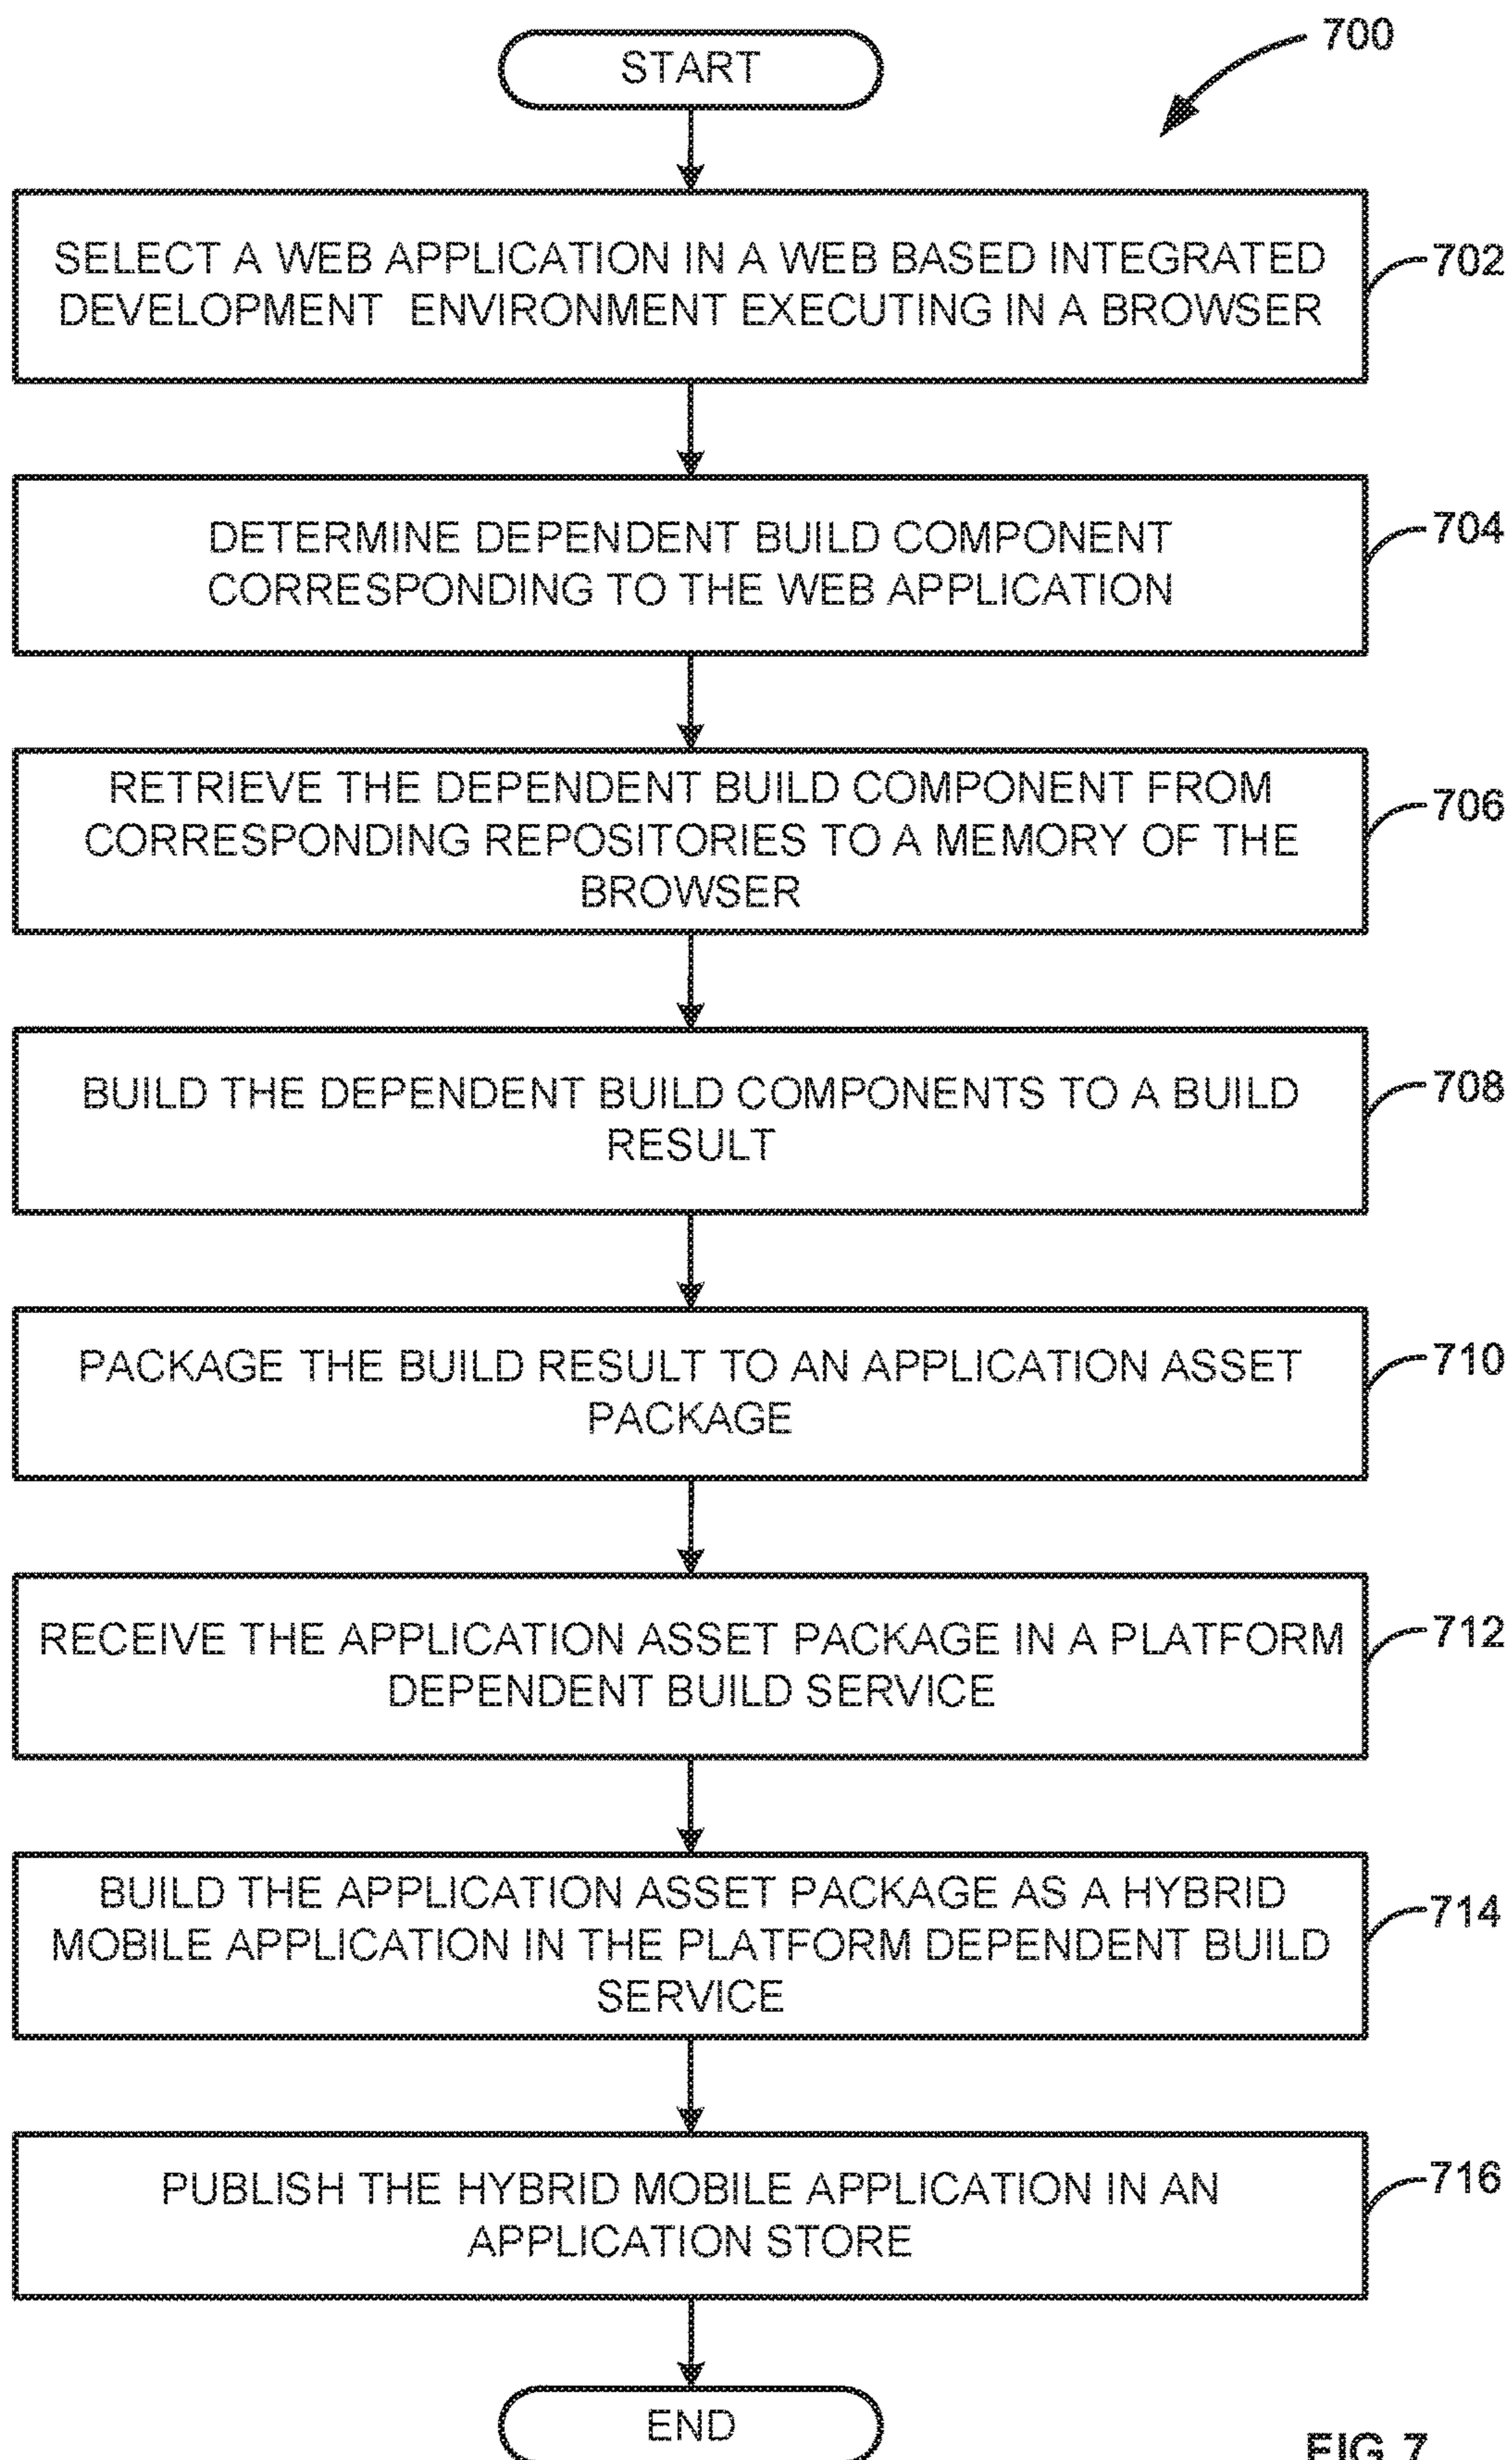 700
START
SELECT A WEB APPLICATION IN A WEB BASED INTEGRATED
DEVELOPMENT ENVIRONMENT EXECUTING IN A BROWSER
702
DETERMINE DEPENDENT BUILD COMPONENT
CORRESPONDING TO THE WEB APPLICATION
704
RETRIEVE THE DEPENDENT BUILD COMPONENT FROM
CORRESPONDING REPOSITORIES TO A MEMORY OF THE
BROWSER
706
BUILD THE DEPENDENT BUILD COMPONENTS TO A BUILD
RESULT
708
PACKAGE THE BUILD RESULT TO AN APPLICATION ASSET
PACKAGE
710
RECEIVE THE APPLICATION ASSET PACKAGE IN A PLATFORM
DEPENDENT BUILD SERVICE
712
BUILD THE APPLICATION ASSET PACKAGE AS A HYBRID
MOBILE APPLICATION IN THE PLATFORM DEPENDENT BUILD
SERVICE
714
PUBLISH THE HYBRID MOBILE APPLICATION IN AN
APPLICATION STORE
716
END
FIG 7